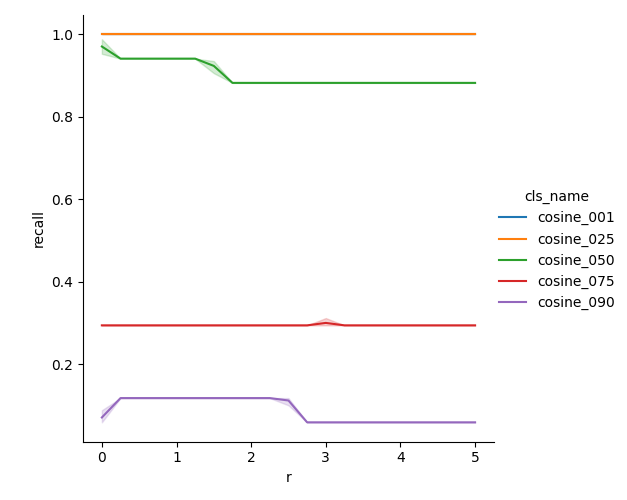 1.0
0.8
0.6
0.4
0.2
recall
0 1 2 3 4 5
r
cls_name
cosine_001
cosine_025
cosine_050
cosine_075
cosine_090